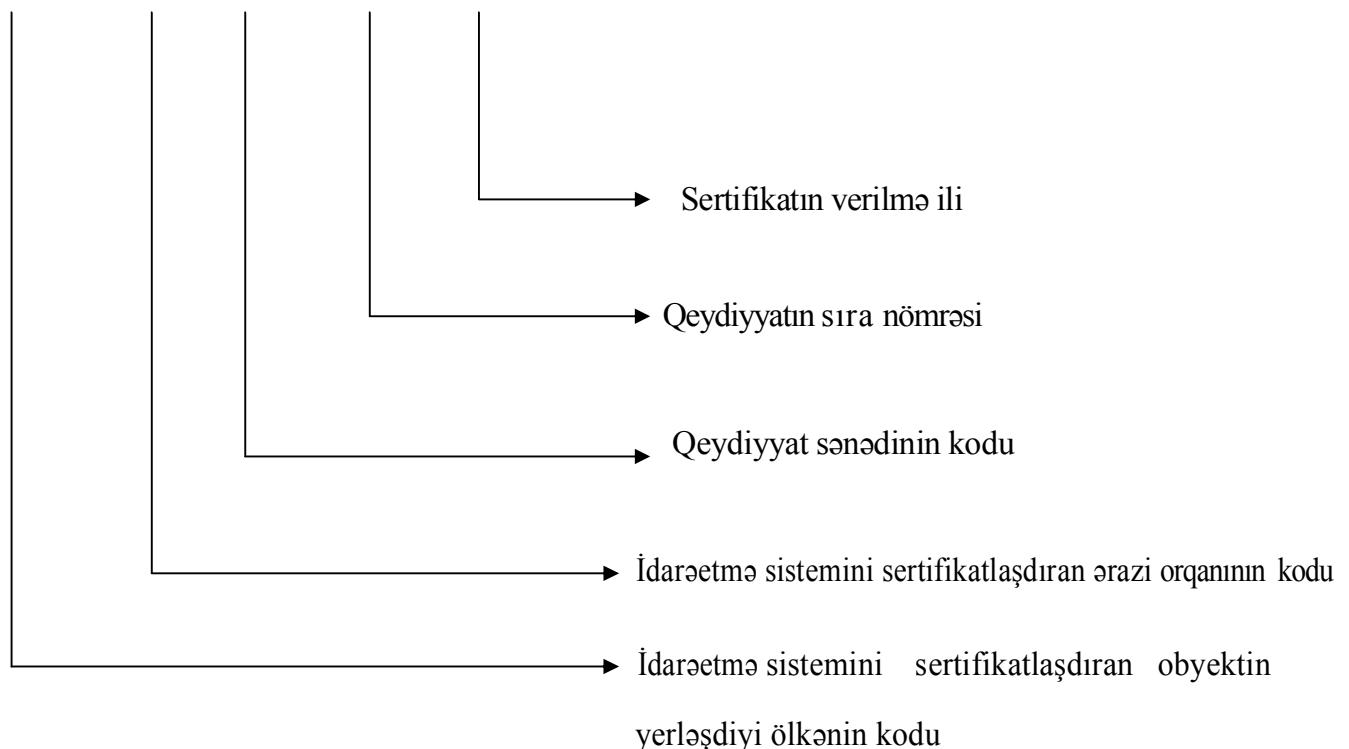 Sertifikatın verilmə ili
Qeydiyyatın sıra nömrəsi
Qeydiyyat sənədinin kodu
İdarəetmə sistemini sertifikatlaşdıran ərazi orqanının kodu
İdarəetmə sistemini sertifikatlaşdıran obyektin
yerləşdiyi ölkənin kodu